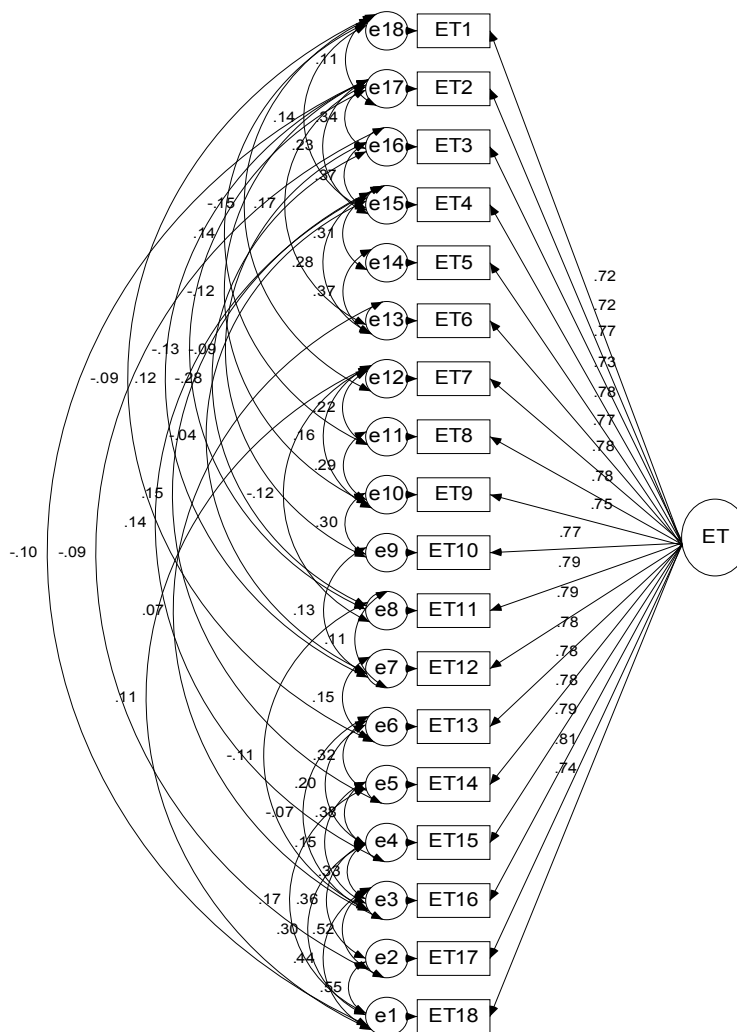 e18 ET1
.11
e17 ET2
.14 .34
.23 e16 ET3
.37
-.15 .17 e15 ET4
.14 .31
.28 e14 ET5
-.12 .37 .72
e13 ET6 .72
.77
-.13 -.09 .73
-.09 .12 -.28 e12 ET7 .78
.22 .77
-.04 .16 e11 ET8 .78
.29 .78
.15 -.12 e10 ET9 .75
.14 .30 .77 ET
-.10 -.09 e9 ET10
.79
.07 .13 e8 ET11 .79
.11 .78
e7 ET12 .78
.11 .15 .78
e6 ET13 .79
-.11 .32 .81
.20 e5 ET14 .74
-.07 .38
.15 e4 ET15
.33
.17 .36 e3 ET16
.30 .52
.44 e2 ET17
.55
e1 ET18